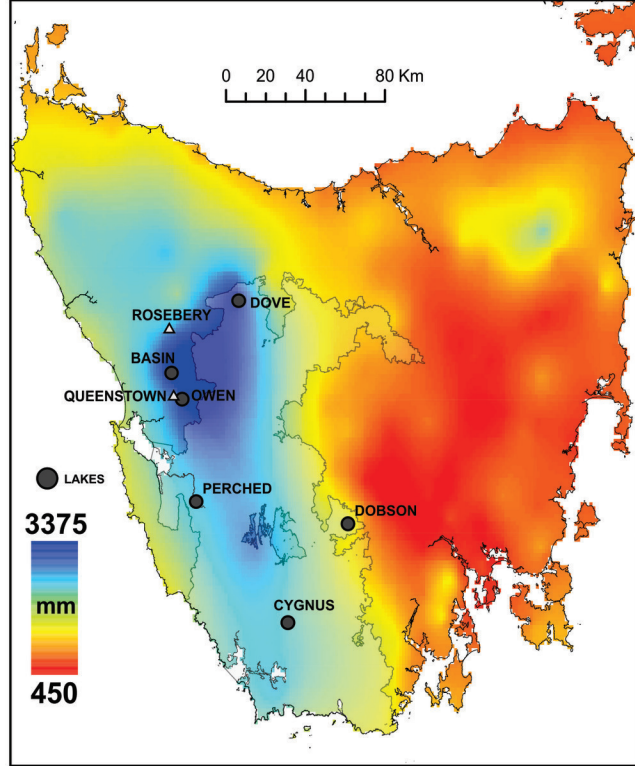 0 20 40 80 Km
DOVE
ROSEBERY
BASIN
QUEENSTOWN OWEN
LAKES
PERCHED
DOBSON
3375
mm
450
CYGNUS